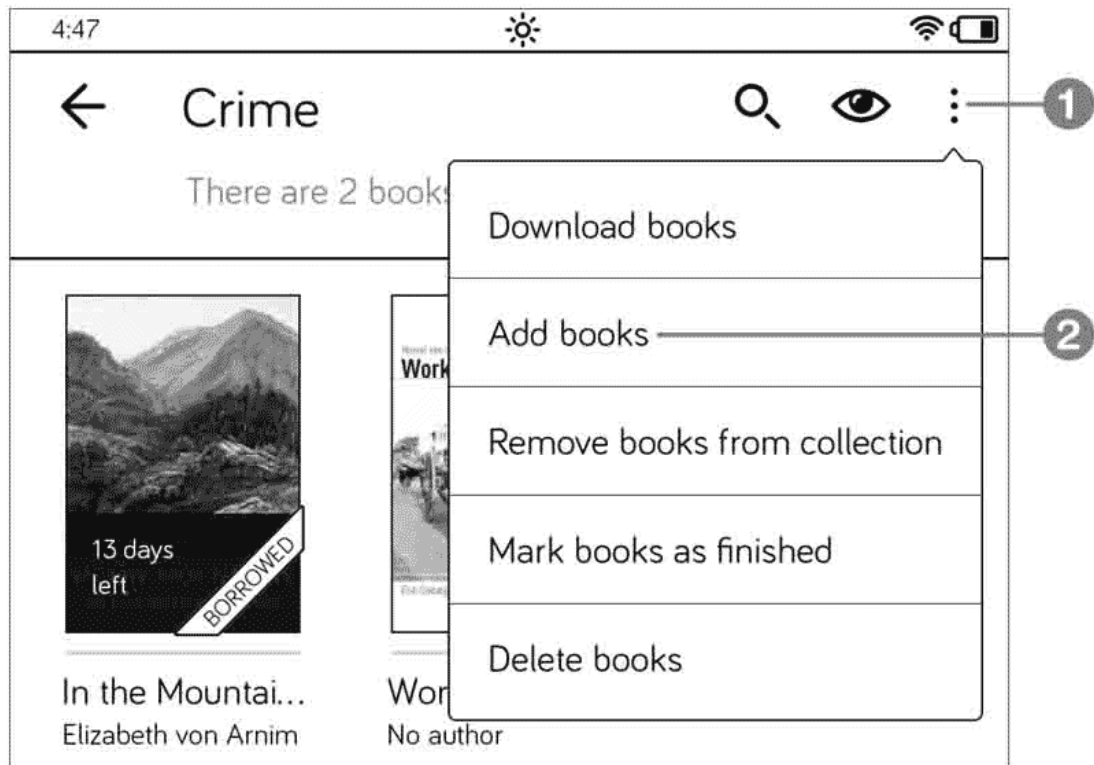 4:47
Crime
1
There are 2 books
Download books
Add books
2
Work
Remove books from collection
Mark books as finished
Delete books
13 days
left
BORROWED
In the Mountai...
Elizabeth von Arnim
Wor
No author